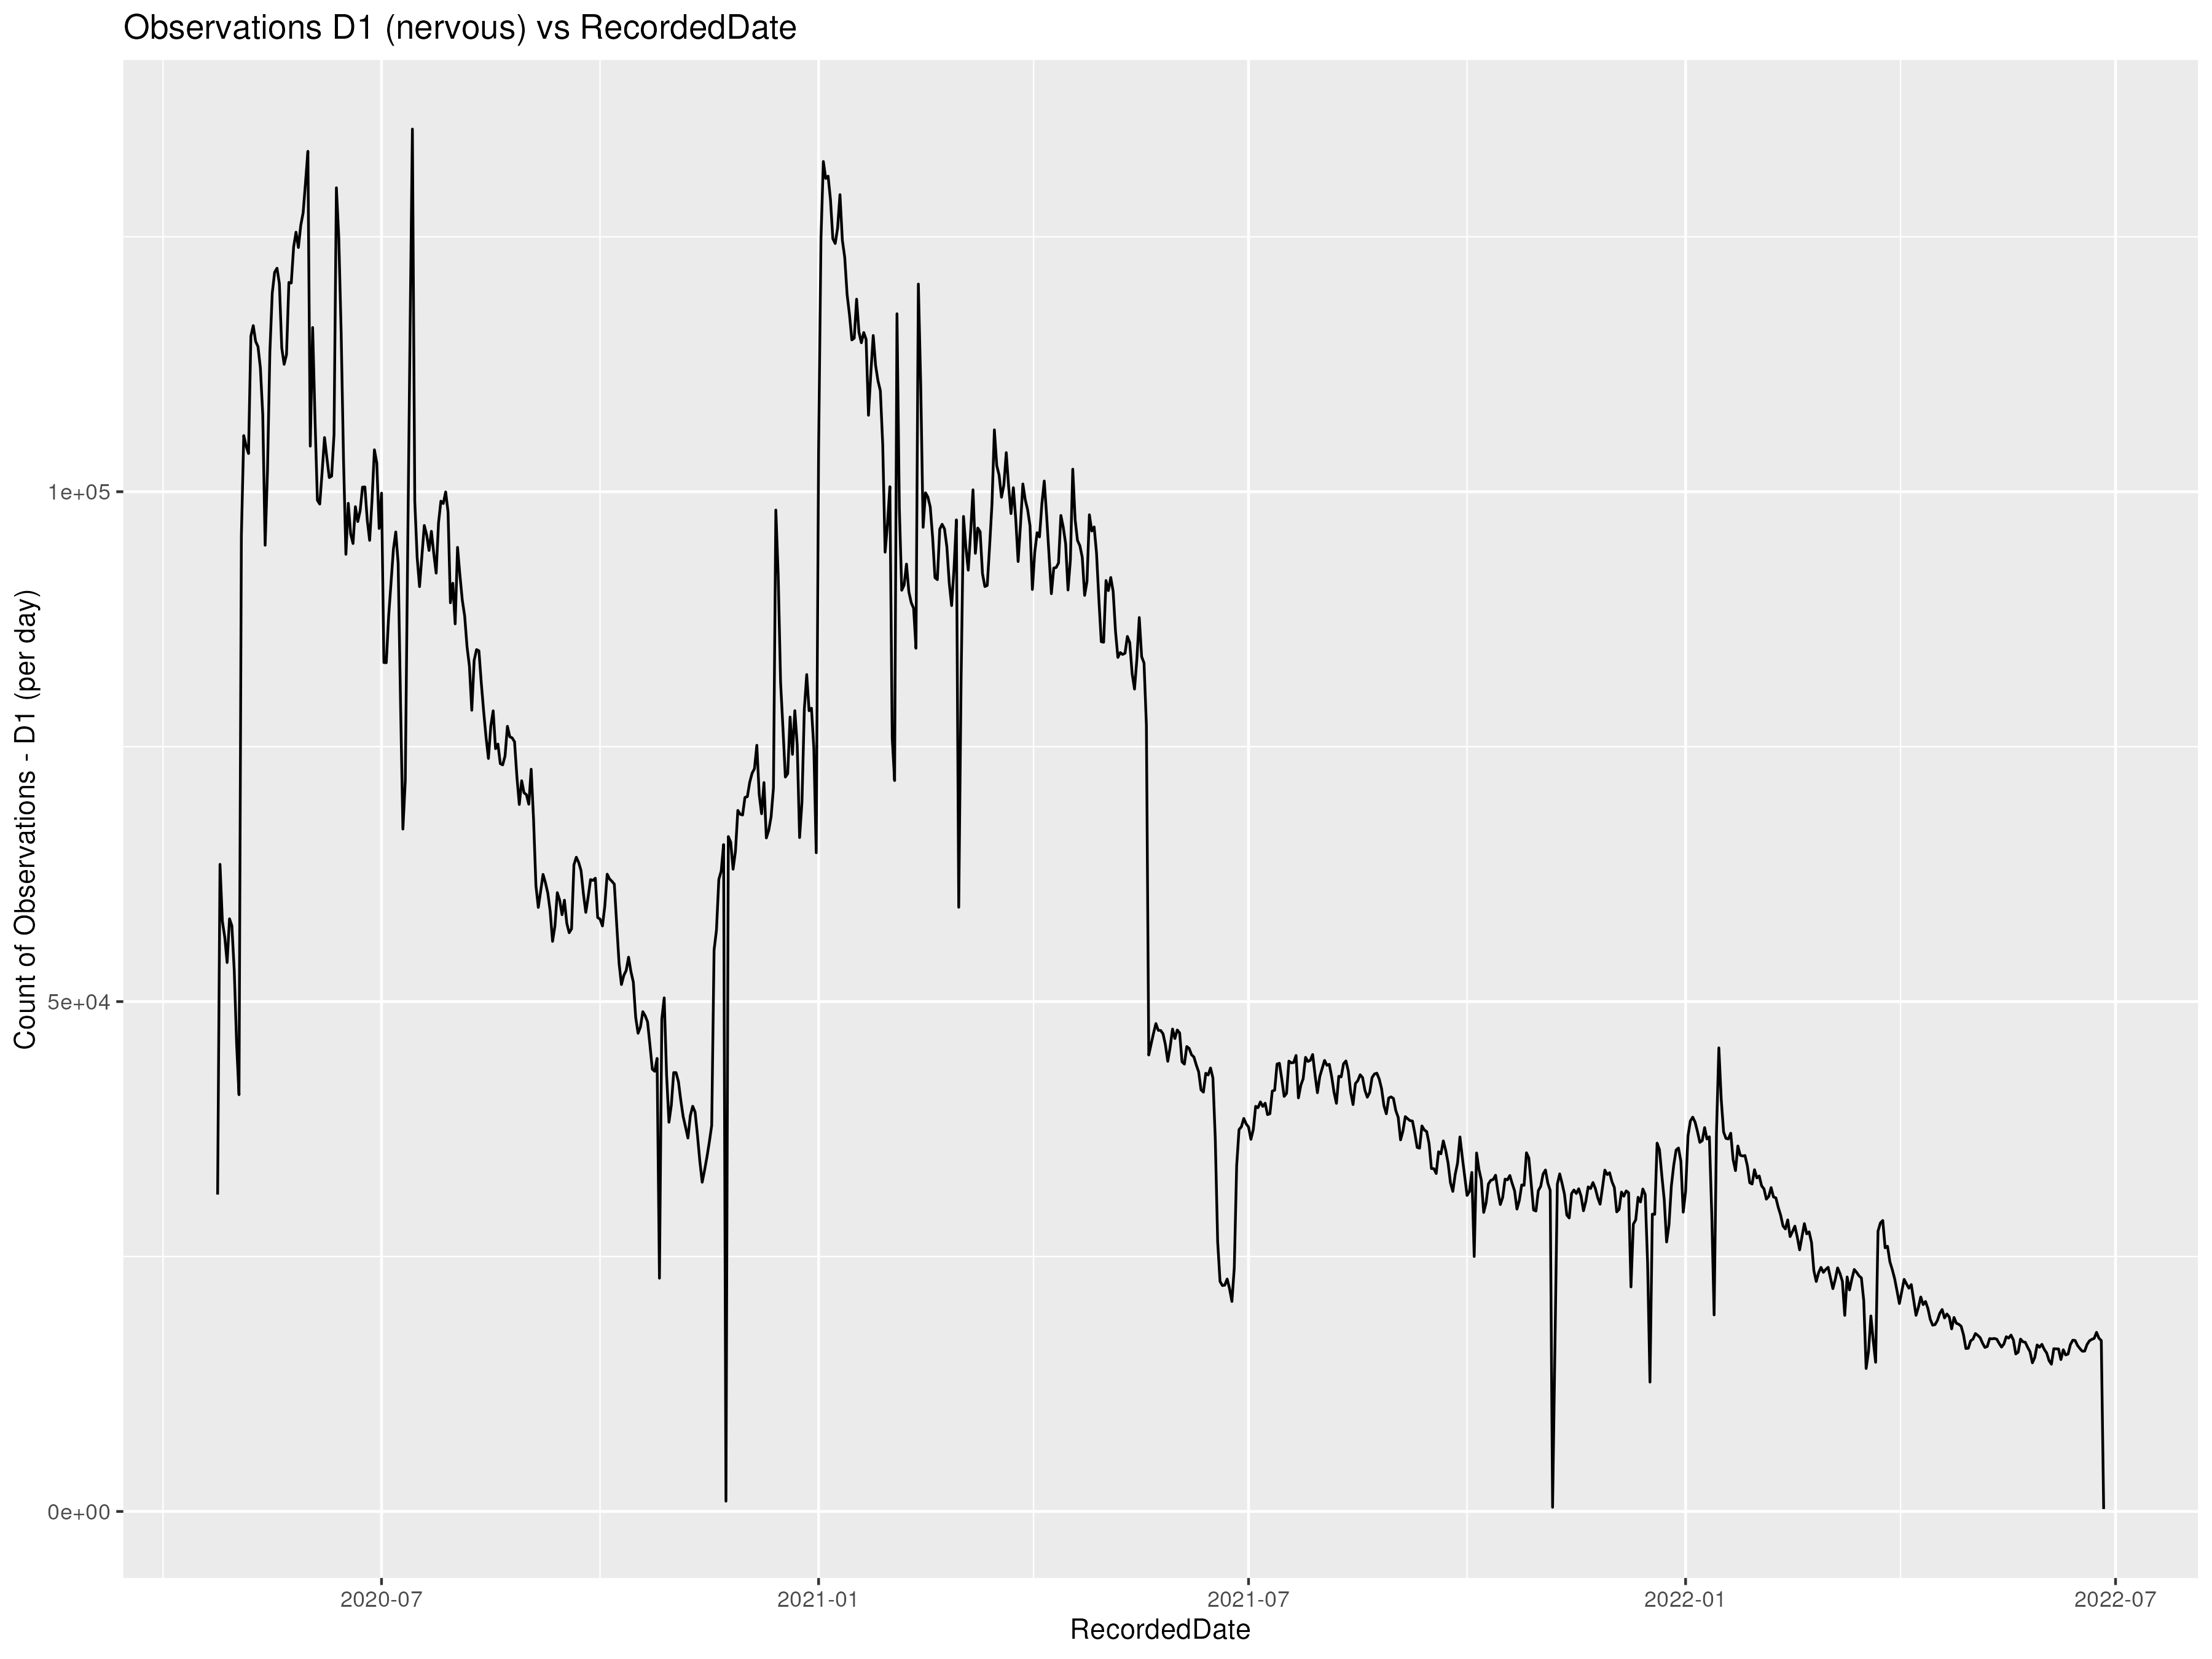 Observations D1 (nervous) vs RecordedDate
Count of Observations - D1 (per day)
1e+05
5e+04
0e+00
2020-07
2021-01
2021-07
2022-01
2022-07
RecordedDate